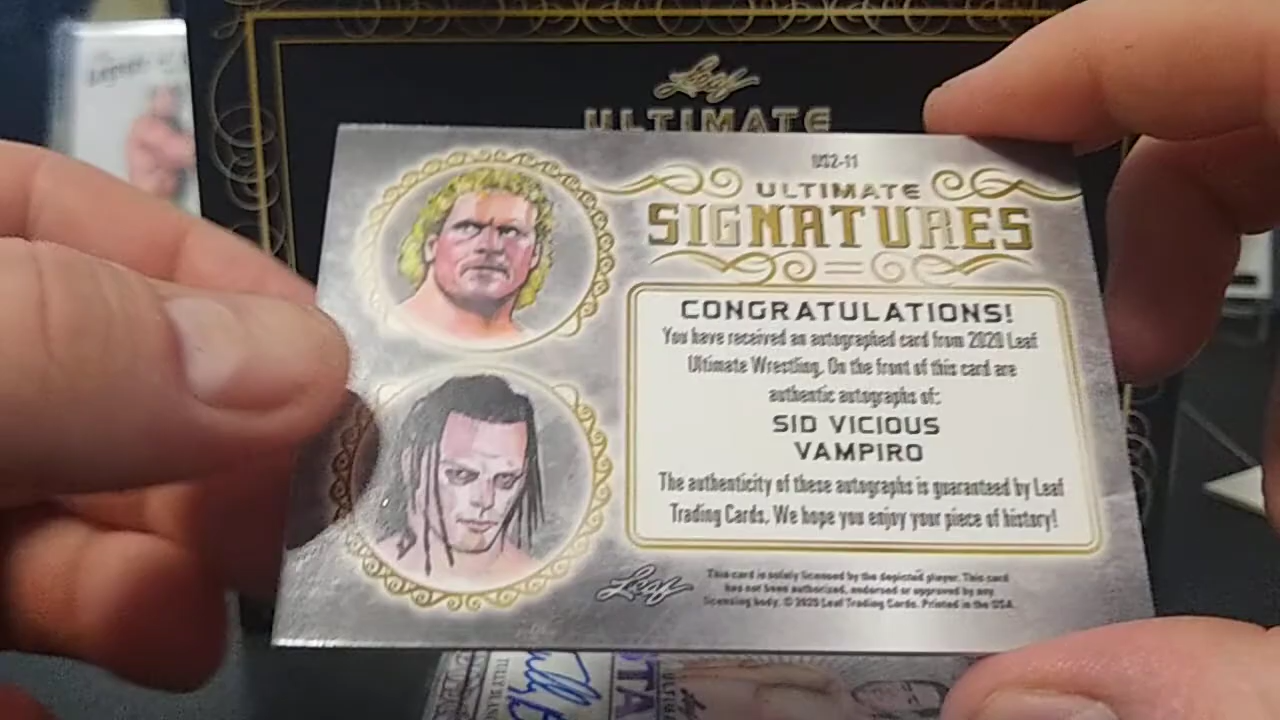 Leaf
ULTIMATE
US2-11
ULTIMATE
SIGNATURES
CONGRATULATIONS!
You have received an autographed card from 2020 Leaf
Ultimate Wrestling. On the front of this card are
authentic autographs of:
SID VICIOUS
VAMPIRO
The authenticity of these autographs is guaranteed by Leaf
Trading Cards. We hope you enjoy your piece of history!
Leaf
This card is solely licensed by the depicted player. This card
has not been authorized, endorsed or approved by any
licensing body. © 2020 Leaf Trading Cards. Printed in the USA.
Leaf